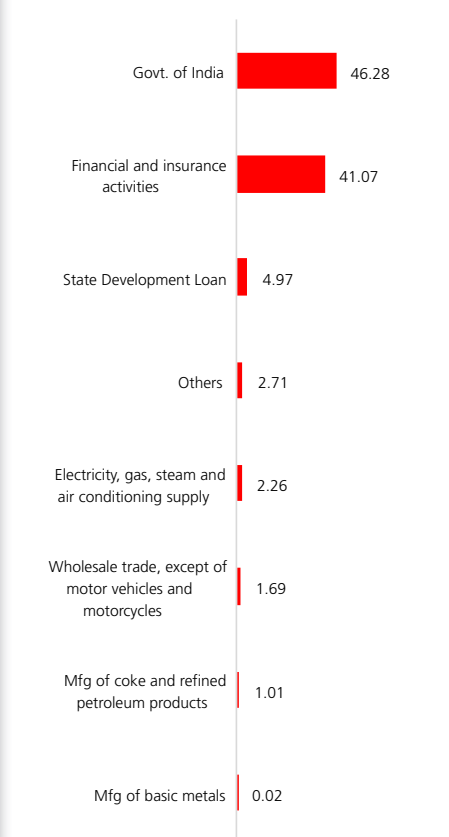 Govt. of India 46.28
Financial and insurance
activities
41.07
State Development Loan 4.97
Others 2.71
Electricity, gas, steam and
air conditioning supply
2.26
Wholesale trade, except of
motor vehicles and
motorcycles
1.69
Mfg of coke and refined
petroleum products
1.01
Mfg of basic metals 0.02